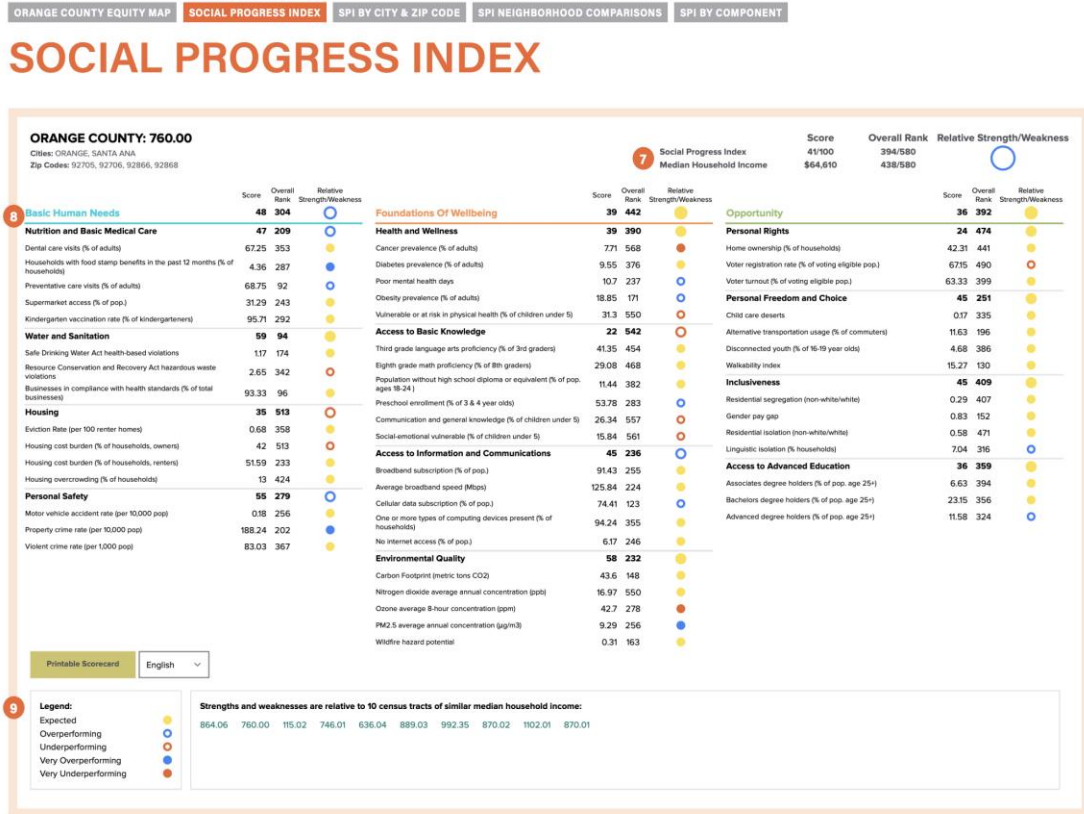 ORANGE COUNTY EQUITY MAP
SOCIAL PROGRESS INDEX
SPI BY CITY & ZIP CODE
SPI NEIGHBORHOOD COMPARISONS
SPI BY COMPONENT
SOCIAL PROGRESS INDEX
ORANGE COUNTY: 760.00
Cities: ORANGE, SANTA ANA
Zip Codes: 92705, 92706, 92866, 92868
Score Overall Rank Relative Strength/Weakness
7
Social Progress Index 41/100 394/580
Median Household Income $64,610 438/580
Score Overall Rank Relative Strength/Weakness
8
Basic Human Needs 48 304
Nutrition and Basic Medical Care 47 209
Dental care visits (% of adults) 67.25 353
Households with food stamp benefits in the past 12 months (% of
households) 4.36 287
Preventative care visits (% of adults) 68.75 92
Supermarket access (% of pop.) 31.29 243
Kindergarten vaccination rate (% of kindergarteners) 95.71 292
Water and Sanitation 59 94
Safe Drinking Water Act health-based violations 1.17 174
Resource Conservation and Recovery Act hazardous waste
violations 2.65 342
Businesses in compliance with health standards (% of total
businesses) 93.33 96
Housing 35 513
Eviction Rate (per 100 renter homes) 0.68 358
Housing cost burden (% of households, owners) 42 513
Housing cost burden (% of households, renters) 51.59 233
Housing overcrowding (% of households) 13 424
Personal Safety 55 279
Motor vehicle accident rate (per 10,000 pop) 0.18 256
Property crime rate (per 10,000 pop) 188.24 202
Violent crime rate (per 1,000 pop) 83.03 367
Score Overall Rank Relative Strength/Weakness
Foundations Of Wellbeing 39 442
Health and Wellness 39 390
Cancer prevalence (% of adults) 7.71 568
Diabetes prevalence (% of adults) 9.55 376
Poor mental health days 10.7 237
Obesity prevalence (% of adults) 18.85 171
Vulnerable or at risk in physical health (% of children under 5) 31.3 550
Access to Basic Knowledge 22 542
Third grade language arts proficiency (% of 3rd graders) 41.35 454
Eighth grade math proficiency (% of 8th graders) 29.08 468
Population without high school diploma or equivalent (% of pop.
ages 18-24 ) 11.44 382
Preschool enrollment (% of 3 & 4 year olds) 53.78 283
Communication and general knowledge (% of children under 5) 26.34 557
Social-emotional vulnerable (% of children under 5) 15.84 561
Access to Information and Communications 45 236
Broadband subscription (% of pop.) 91.43 255
Average broadband speed (Mbps) 125.84 224
Cellular data subscription (% of pop.) 74.41 123
One or more types of computing devices present (% of
households) 94.24 355
No internet access (% of pop.) 6.17 246
Environmental Quality 58 232
Carbon Footprint (metric tons CO2) 43.6 148
Nitrogen dioxide average annual concentration (ppb) 16.97 550
Ozone average 8-hour concentration (ppm) 42.7 278
PM2.5 average annual concentration (µg/m3) 9.29 256
Wildfire hazard potential 0.31 163
Score Overall Rank Relative Strength/Weakness
Opportunity 36 392
Personal Rights 24 474
Home ownership (% of households) 42.31 441
Voter registration rate (% of voting eligible pop.) 67.15 490
Voter turnout (% of voting eligible pop.) 63.33 399
Personal Freedom and Choice 45 251
Child care deserts 0.17 335
Alternative transportation usage (% of commuters) 11.63 196
Disconnected youth (% of 16-19 year olds) 4.68 386
Walkability index 15.27 130
Inclusiveness 45 409
Residential segregation (non-white/white) 0.29 407
Gender pay gap 0.83 152
Residential isolation (non-white/white) 0.58 471
Linguistic isolation (% households) 7.04 316
Access to Advanced Education 36 359
Associates degree holders (% of pop. age 25+) 6.63 394
Bachelors degree holders (% of pop. age 25+) 23.15 356
Advanced degree holders (% of pop. age 25+) 11.58 324
Printable Scorecard
English
9
Legend:
Expected
Overperforming
Underperforming
Very Overperforming
Very Underperforming
Strengths and weaknesses are relative to 10 census tracts of similar median household income:
864.06 760.00 115.02 746.01 636.04 889.03 992.35 870.02 1102.01 870.01